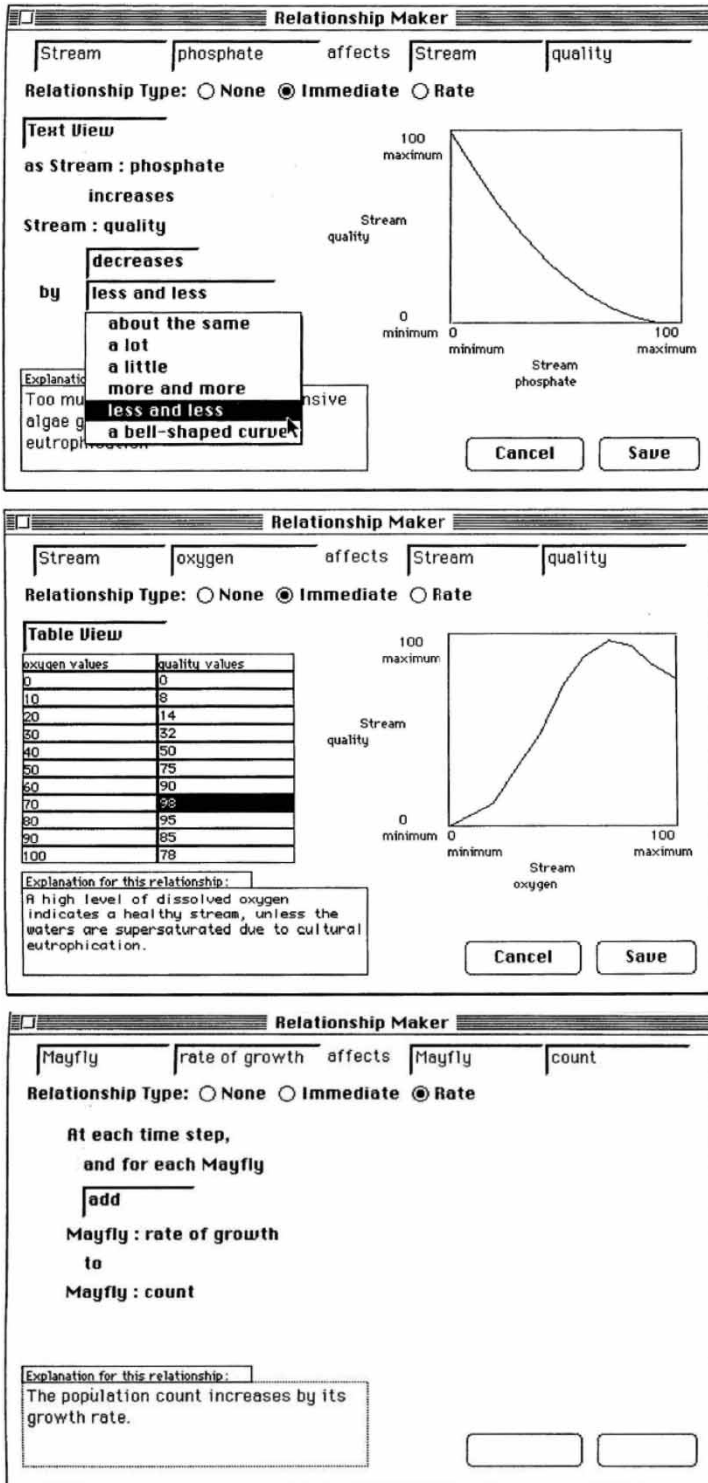 Relationship Maker
Stream phosphate affects Stream quality
Relationship Type: None Immediate Rate
Text View
as Stream : phosphate
increases
Stream : quality
decreases
by less and less
about the same
a lot
a little
more and more
less and less
a bell-shaped curve
Explanatio
Too mu nsive
algae g
eutrophication
100
maximum
Stream
quality
0
minimum
0
minimum
100
maximum
Stream
phosphate
Cancel Save
Relationship Maker
Stream oxygen affects Stream quality
Relationship Type: None Immediate Rate
Table View
oxygen values quality values
0 0
10 8
20 14
30 32
40 50
50 75
60 90
70 98
80 95
90 85
100 78
Explanation for this relationship:
A high level of dissolved oxygen
indicates a healthy stream, unless the
waters are supersaturated due to cultural
eutrophication.
100
maximum
Stream
quality
0
minimum
0
minimum
100
maximum
Stream
oxygen
Cancel Save
Relationship Maker
Mayfly rate of growth affects Mayfly count
Relationship Type: None Immediate Rate
At each time step,
and for each Mayfly
add
Mayfly : rate of growth
to
Mayfly : count
Explanation for this relationship:
The population count increases by its
growth rate.